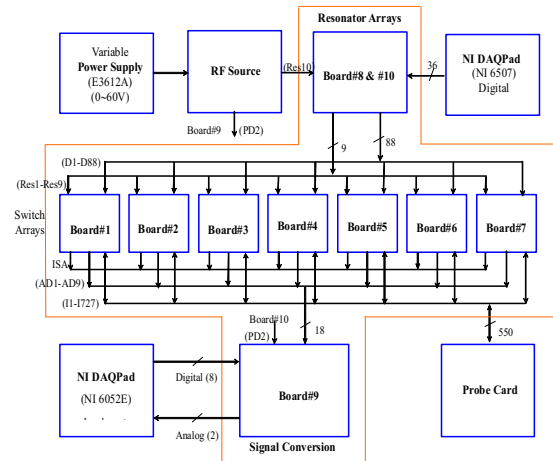 Resonator Arrays
Variable
Power Supply
(E3612A)
(0~60V)
RF Source
(Res10)
Board#8 & #10
36
NI DAQPad
(NI 6507)
Digital
Board#9
(PD2)
9
88
(D1-D88)
(Res1-Res9)
Switch
Arrays
Board#1
Board#2
Board#3
Board#4
Board#5
Board#6
Board#7
ISA
(AD1-AD9)
(I1-I727)
Board#10
(PD2)
18
550
NI DAQPad
(NI 6052E)
Digital (8)
Analog (2)
Board#9
Probe Card
Signal Conversion